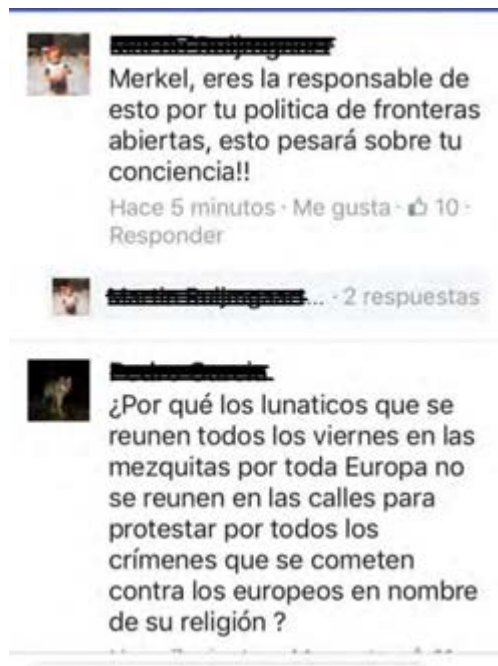 Merkel, eres la responsable de
esto por tu politica de fronteras
abiertas, esto pesará sobre tu
conciencia!!
Hace 5 minutos · Me gusta · 10 ·
Responder
... · 2 respuestas
¿Por qué los lunaticos que se
reunen todos los viernes en las
mezquitas por toda Europa no
se reunen en las calles para
protestar por todos los
crímenes que se cometen
contra los europeos en nombre
de su religión ?